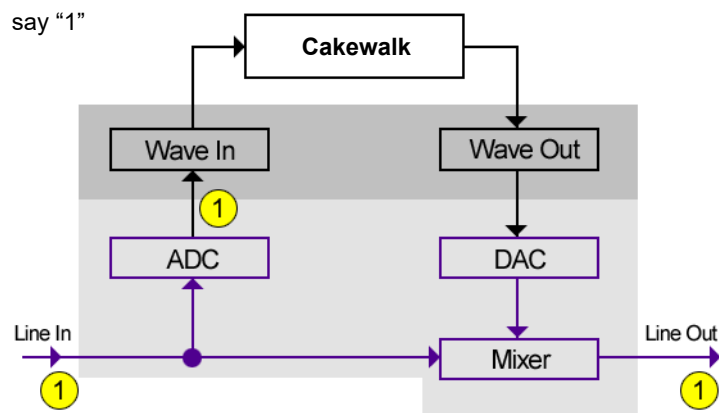 say “1”
Cakewalk
Wave In
Wave Out
1
ADC
DAC
Line In
Line Out
Mixer
1
1